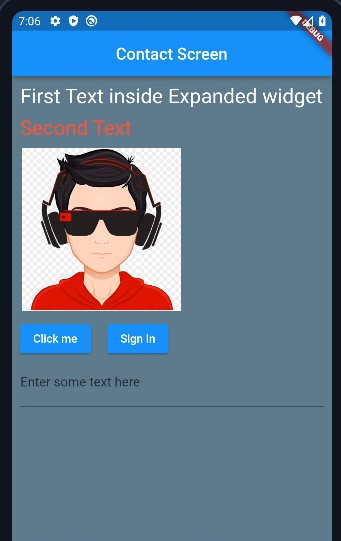 7:06
DEBUG
Contact Screen
First Text inside Expanded widget
Second Text
Click me
Sign In
Enter some text here